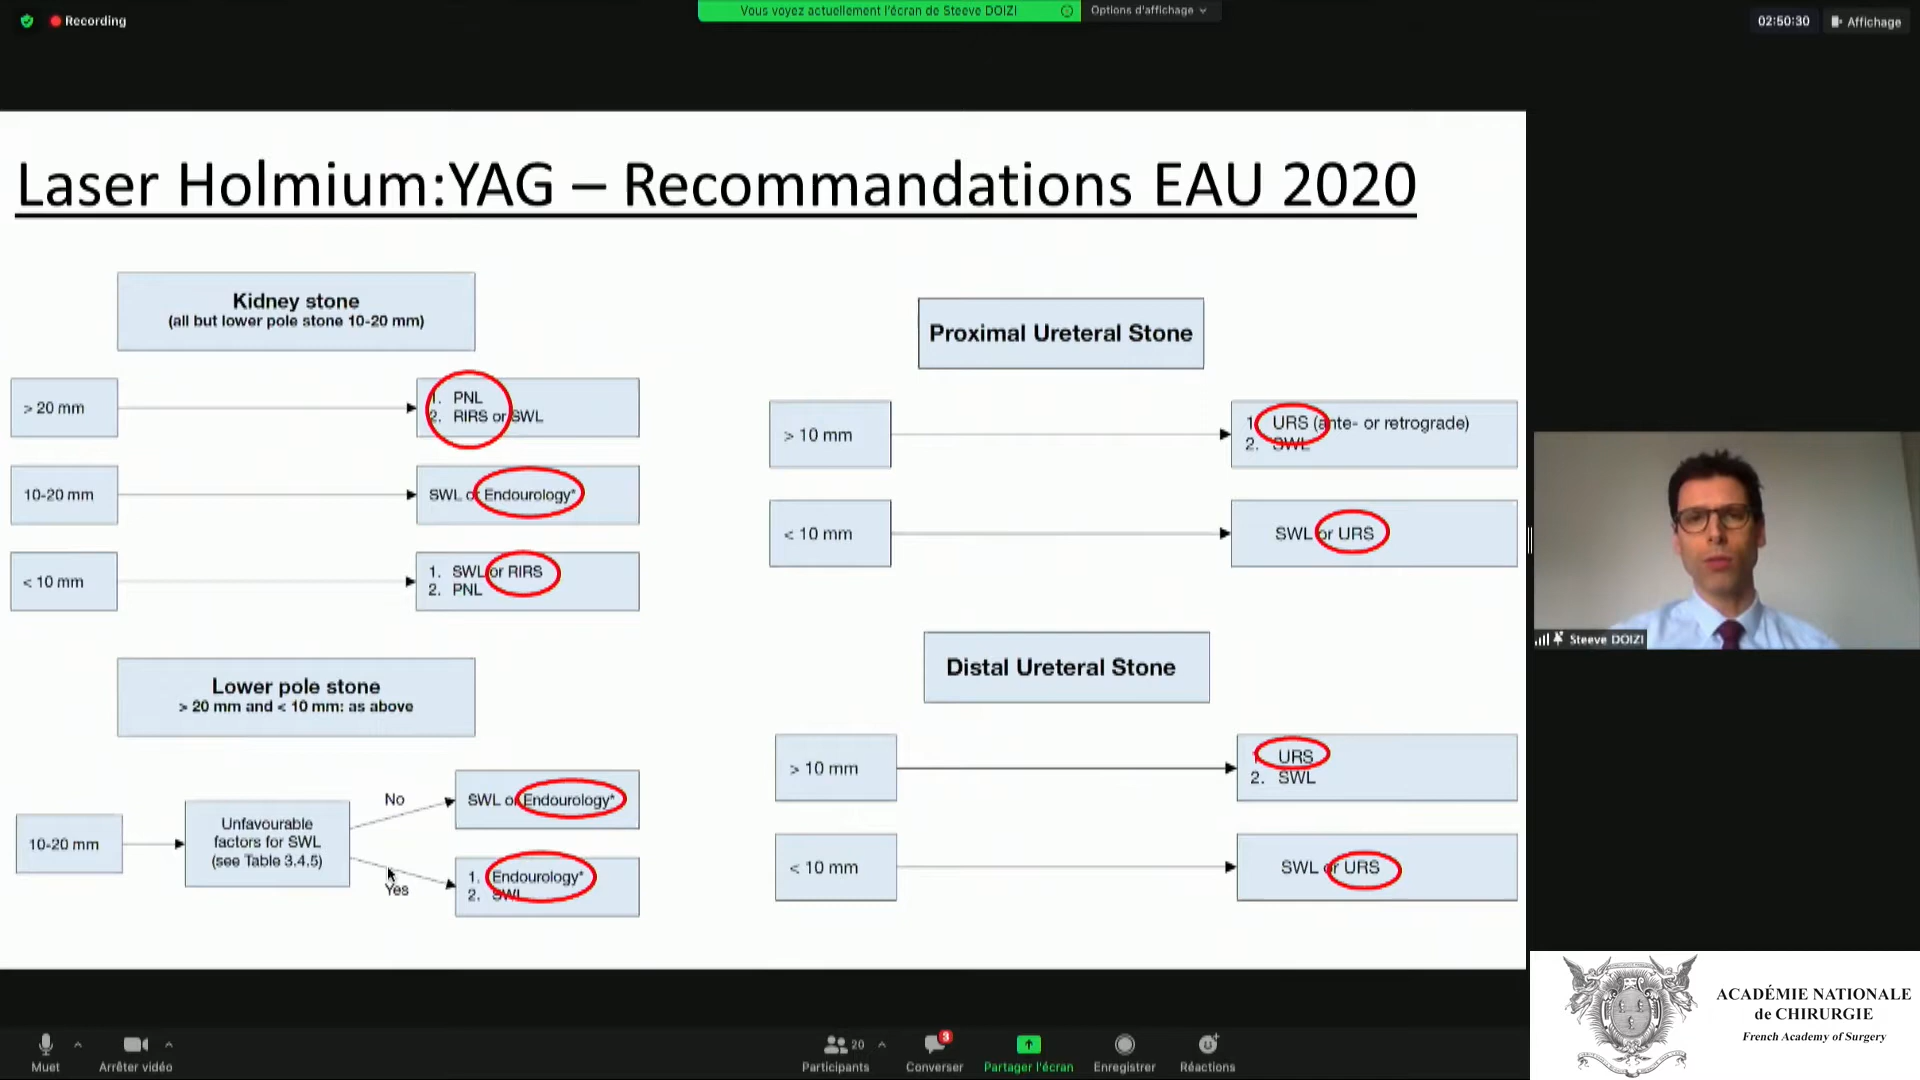 Recording
Vous voyez actuellement l'écran de Steeve DOIZI
Options d'affichage
02:50:30
Affichage
Laser Holmium:YAG – Recommandations EAU 2020
Kidney stone
(all but lower pole stone 10-20 mm)
> 20 mm
1. PNL
2. RIRS or SWL
10-20 mm
SWL or Endourology*
< 10 mm
1. SWL or RIRS
2. PNL
Lower pole stone
> 20 mm and < 10 mm: as above
10-20 mm
Unfavourable
factors for SWL
(see Table 3.4.5)
No
SWL or Endourology*
Yes
1. Endourology*
2. SWL
Proximal Ureteral Stone
> 10 mm
1. URS (ante- or retrograde)
2. SWL
< 10 mm
SWL or URS
Distal Ureteral Stone
> 10 mm
1. URS
2. SWL
< 10 mm
SWL or URS
Steeve DOIZI
ACADÉMIE NATIONALE
de CHIRURGIE
French Academy of Surgery
Muet
Arrêter vidéo
Participants
20
Converser
3
Partager l'écran
Enregistrer
Réactions